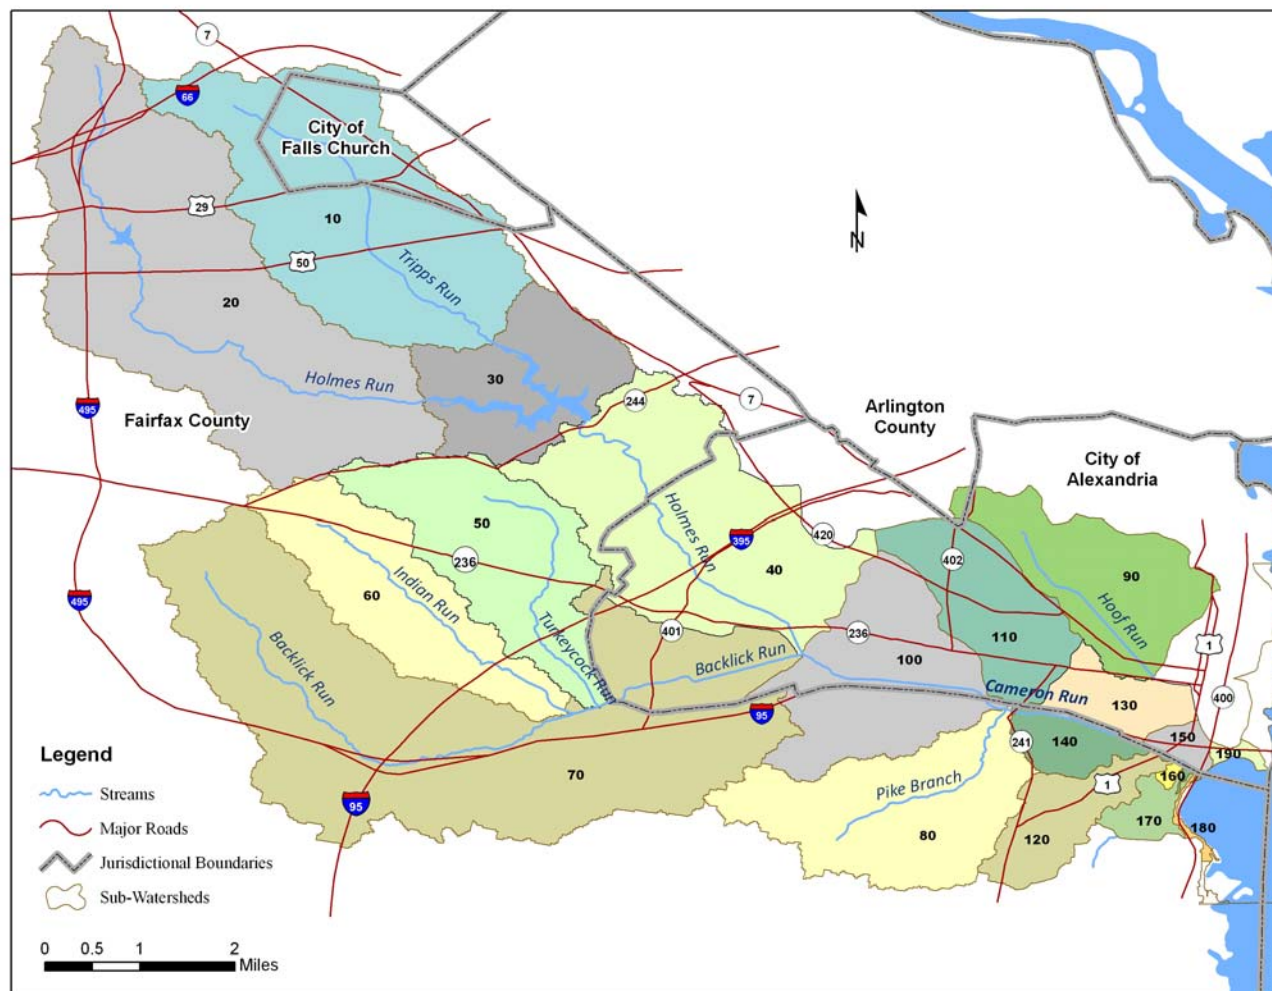 7
66
City of
Falls Church
29
10
50
Tripps Run
N
20
30
Holmes Run
495
244
7
Fairfax County
Arlington
County
City of
Alexandria
Holmes Run
50
395
420
402
236
40
90
495
60
Indian Run
Hoof Run
401
236
110
1
Backlick Run
Turkeycock Run
Backlick Run
100
Cameron Run
400
130
95
241
140
150
190
Legend
70
160
Streams
95
Pike Branch
1
Major Roads
80
120
170
180
Jurisdictional Boundaries
Sub-Watersheds
0 0.5 1 2
Miles